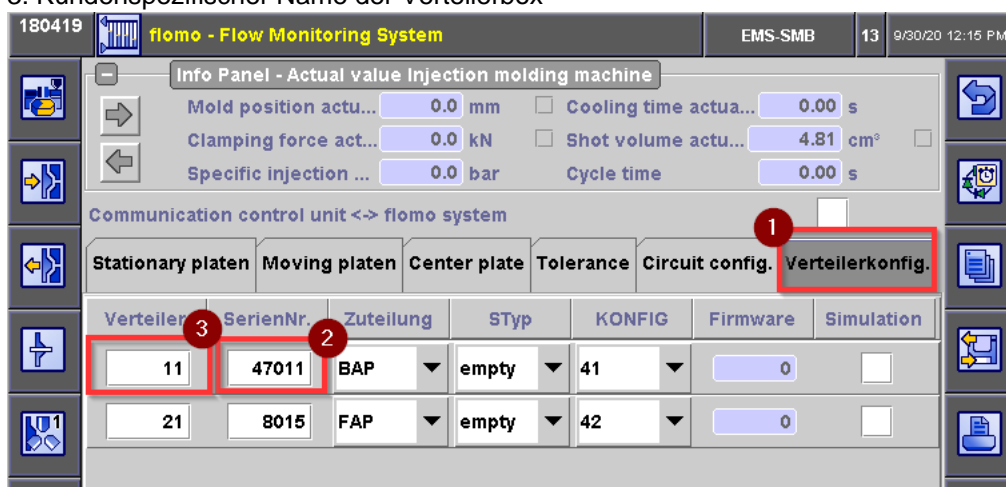 3. Kundenspezifischer Name der Verteilerbox
180419 flomo - Flow Monitoring System EMS-SMB 13 9/30/20 12:15 PM
Info Panel - Actual value Injection molding machine
Mold position actu... 0.0 mm Cooling time actua... 0.00 s
Clamping force act... 0.0 kN Shot volume actu... 4.81 cm³
Specific injection ... 0.0 bar Cycle time 0.00 s
Communication control unit <-> flomo system
1
Stationary platen Moving platen Center plate Tolerance Circuit config. Verteilerkonfig.
Verteiler 3 SerienNr. 2 Zuteilung STyp KONFIG Firmware Simulation
11 47011 BAP empty 41 0
21 8015 FAP empty 42 0